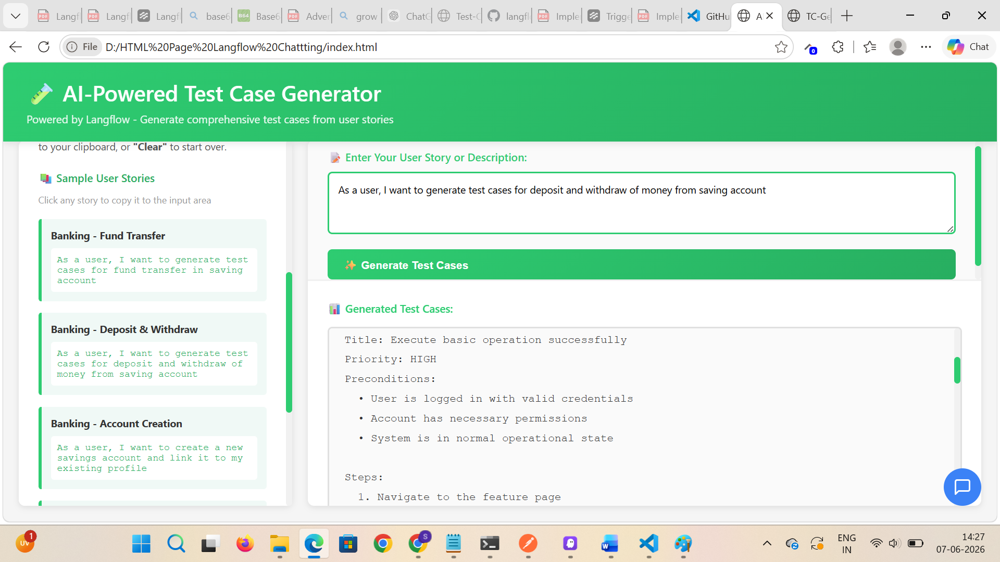 Langfl
Langfl
Langfl
base6
B64
Base6
Adver
grow
ChatG
Test-C
langfl
Imple
Trigge
Imple
GitHu
A
TC-Ge
File
D:/HTML%20Page%20Langflow%20Chattting/index.html
0
Chat
AI-Powered Test Case Generator
Powered by Langflow - Generate comprehensive test cases from user stories
to your clipboard, or "Clear" to start over.
Sample User Stories
Click any story to copy it to the input area
Banking - Fund Transfer
As a user, I want to generate test
cases for fund transfer in saving
account
Banking - Deposit & Withdraw
As a user, I want to generate test
cases for deposit and withdraw of
money from saving account
Banking - Account Creation
As a user, I want to create a new
savings account and link it to my
existing profile
Enter Your User Story or Description:
As a user, I want to generate test cases for deposit and withdraw of money from saving account
✨ Generate Test Cases
Generated Test Cases:
Title: Execute basic operation successfully
Priority: HIGH
Preconditions:
• User is logged in with valid credentials
• Account has necessary permissions
• System is in normal operational state
Steps:
1. Navigate to the feature page
UV
1
S
ENG
IN
14:27
07-06-2026